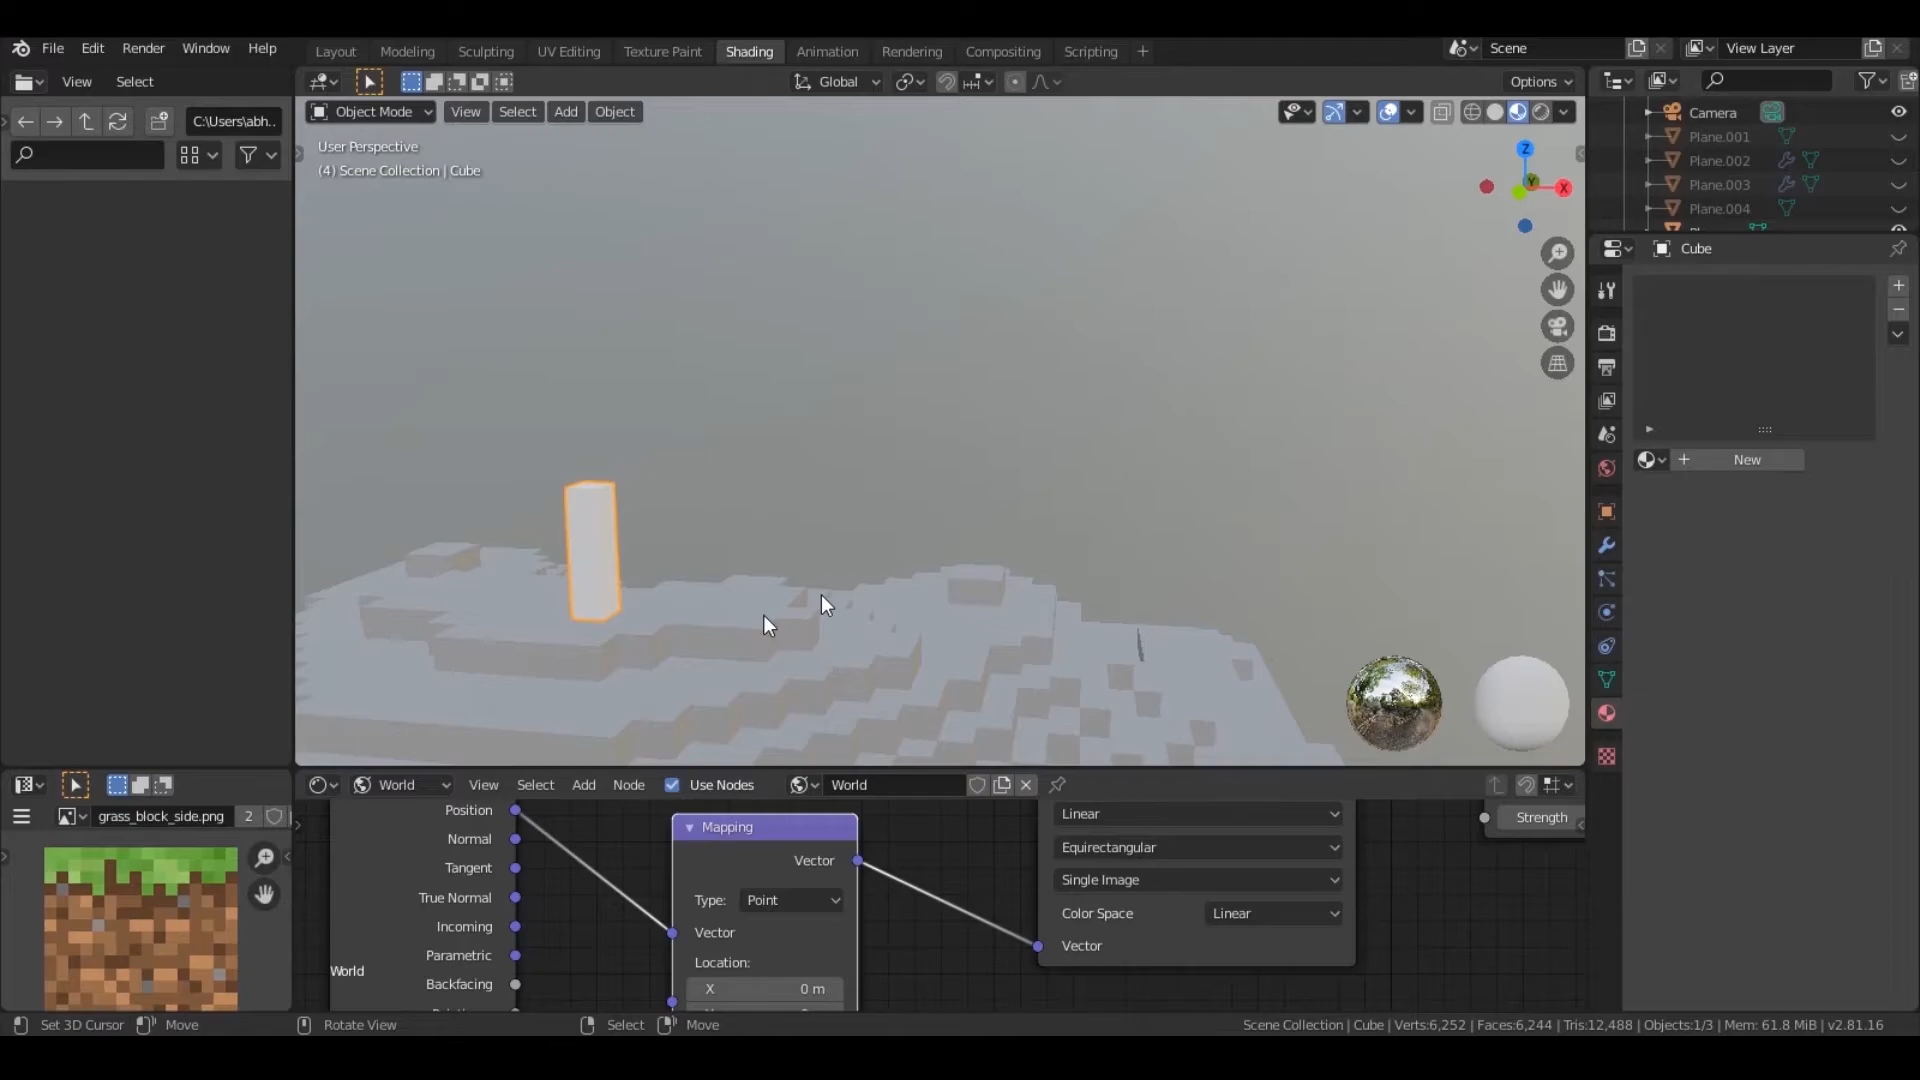 File Edit Render Window Help
Layout Modeling Sculpting UV Editing Texture Paint Shading Animation Rendering Compositing Scripting +
Scene
View Layer
View Select
Global
Options
C:\Users\abh..
Object Mode View Select Add Object
User Perspective
(4) Scene Collection | Cube
Z
Y
X
Camera
Plane.001
Plane.002
Plane.003
Plane.004
Cube
New
World View Select Add Node Use Nodes World
grass_block_side.png 2
Position
Normal
Tangent
True Normal
Incoming
Parametric
Backfacing
World
Mapping
Vector
Type: Point
Vector
Location:
X 0 m
Linear
Equirectangular
Single Image
Color Space Linear
Vector
Strength
Set 3D Cursor Move Rotate View Select Move
Scene Collection | Cube | Verts:6,252 | Faces:6,244 | Tris:12,488 | Objects:1/3 | Mem: 61.8 MiB | v2.81.16